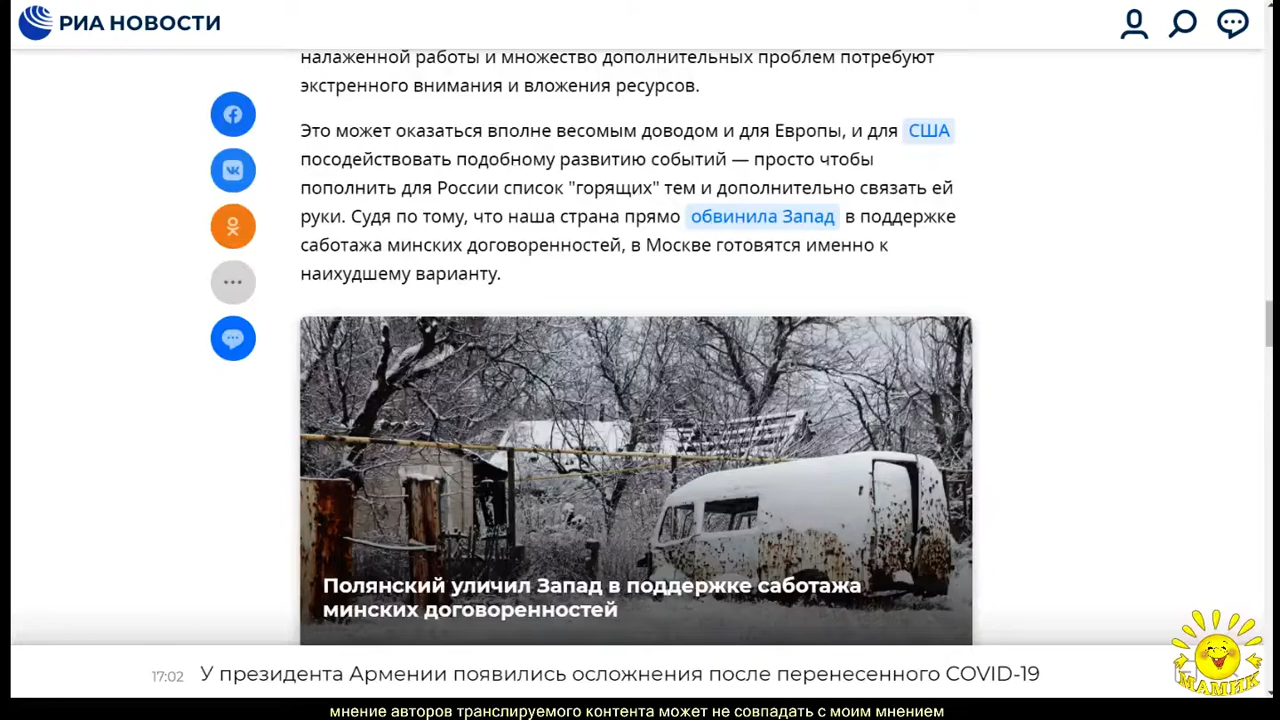 РИА НОВОСТИ
налаженной работы и множество дополнительных проблем потребуют
экстренного внимания и вложения ресурсов.
Это может оказаться вполне весомым доводом и для Европы, и для США
посодействовать подобному развитию событий — просто чтобы
пополнить для России список "горящих" тем и дополнительно связать ей
руки. Судя по тому, что наша страна прямо обвинила Запад в поддержке
саботажа минских договоренностей, в Москве готовятся именно к
наихудшему варианту.
Полянский уличил Запад в поддержке саботажа
минских договоренностей
17:02 У президента Армении появились осложнения после перенесенного COVID-19
МАМИК
мнение авторов транслируемого контента может не совпадать с моим мнением